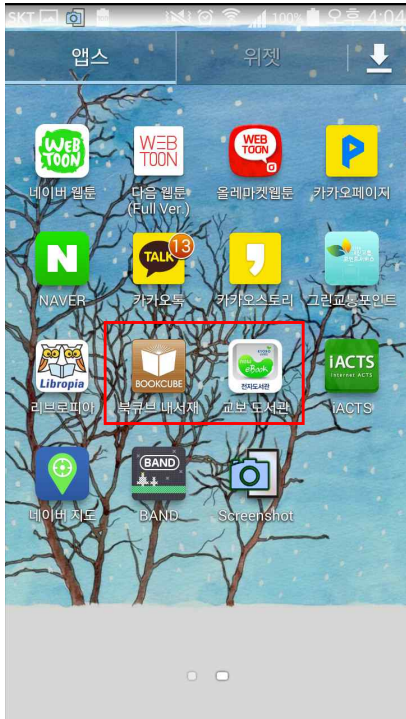 SKT 100% 오후 4:04
앱스 위젯
WEB TOON WEB TOON WEB TOON P
네이버 웹툰 다음 웹툰 올레마켓웹툰 카카오페이지
(Full Ver.)
N TALK 13
NAVER 카카오톡 카카오스토리 그린교통포인트
Libropia BOOKCUBE eBook 전자도서관 iACTS Internet ACTS
리브로피아 북큐브 내서재 교보 도서관 iACTS
BAND
네이버 지도 BAND Screenshot